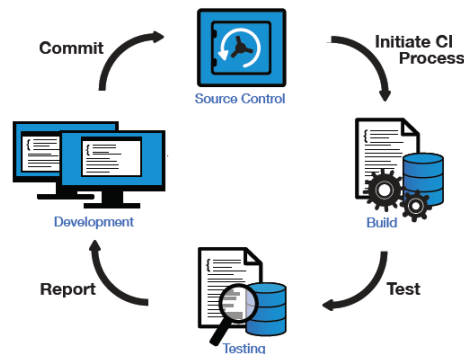 Commit
Initiate CI
Process
Source Control
{
{
{
Development
Build
Report
Test
{
Testing